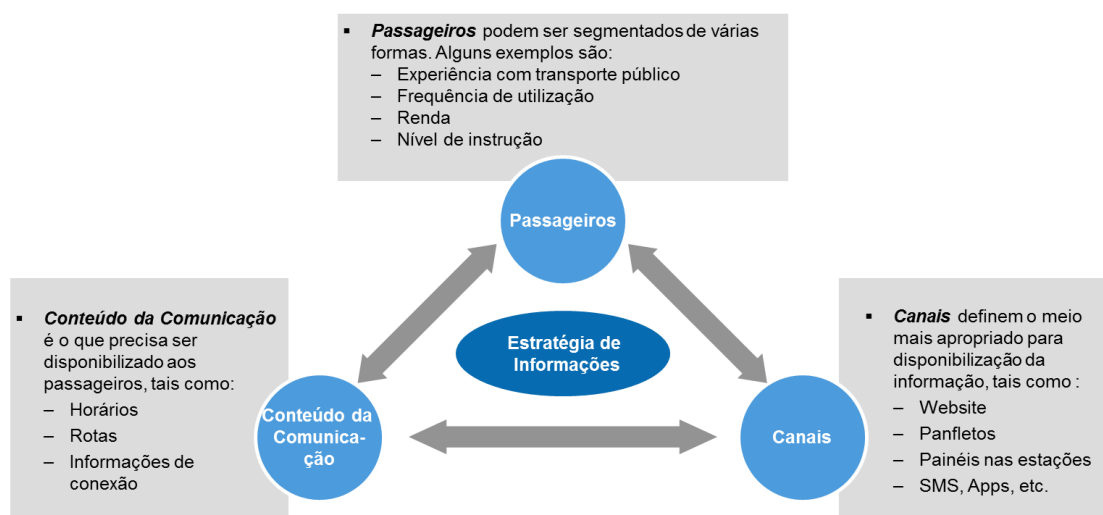 ▪ Passageiros podem ser segmentados de várias
formas. Alguns exemplos são:
– Experiência com transporte público
– Frequência de utilização
– Renda
– Nível de instrução
Passageiros
▪ Conteúdo da Comunicação
é o que precisa ser
disponibilizado aos
passageiros, tais como:
– Horários
– Rotas
– Informações de
conexão
Conteúdo da
Comunica-
ção
Estratégia de
Informações
Canais
▪ Canais definem o meio
mais apropriado para
disponibilização da
informação, tais como :
– Website
– Panfletos
– Painéis nas estações
– SMS, Apps, etc.